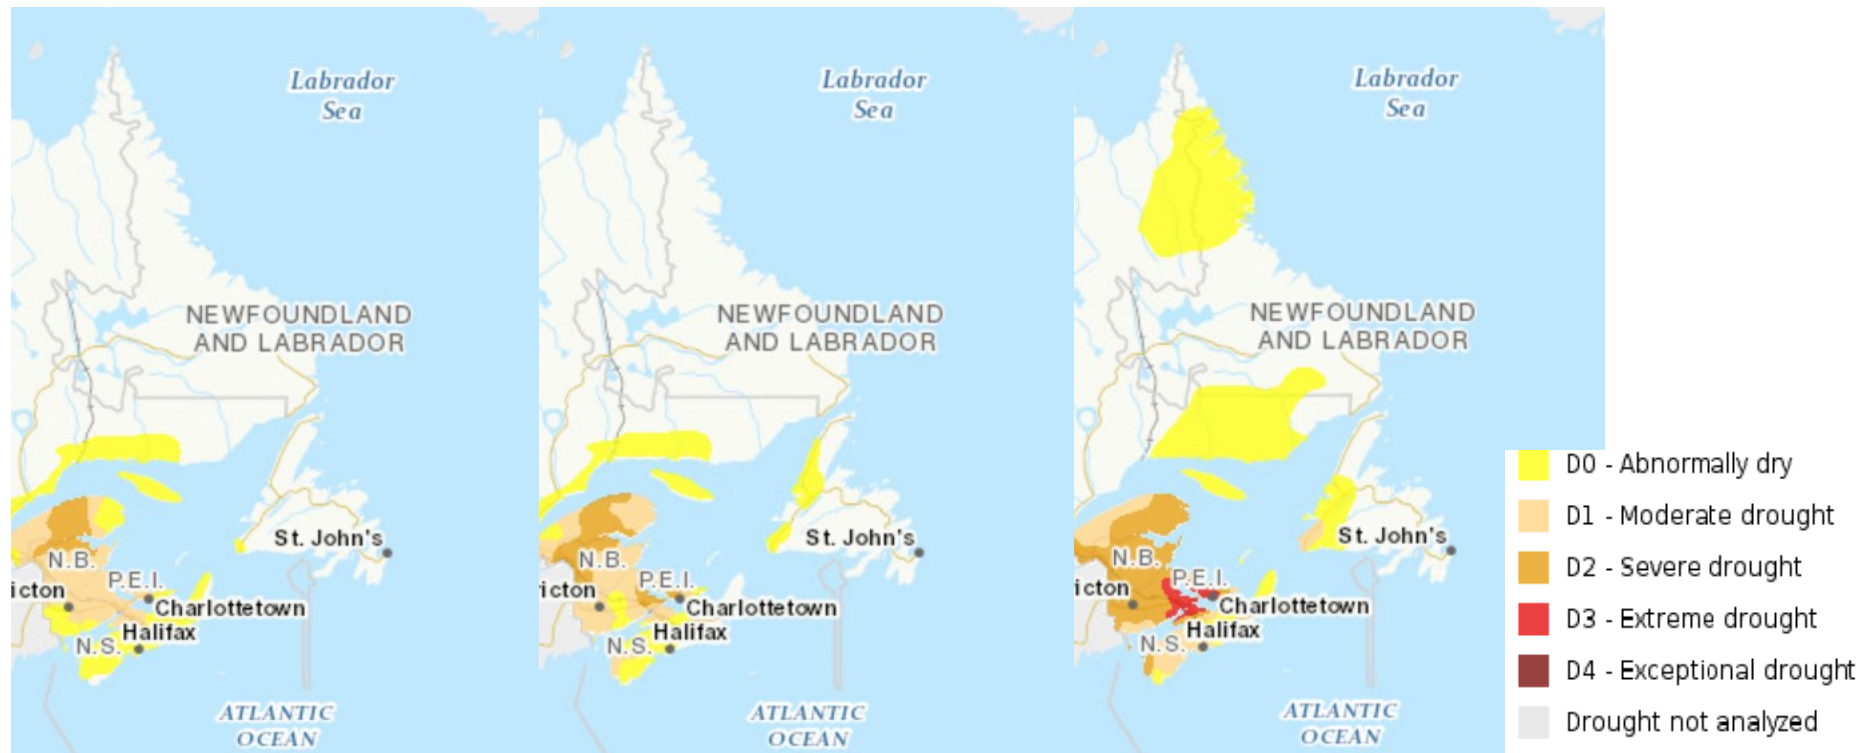 Labrador
Sea
NEWFOUNDLAND
AND LABRADOR
St. John's
N.B.
P.E.I.
icton
Charlottetown
Halifax
N.S.
ATLANTIC
OCEAN
Labrador
Sea
NEWFOUNDLAND
AND LABRADOR
St. John's
N.B.
P.E.I.
icton
Charlottetown
Halifax
N.S.
ATLANTIC
OCEAN
Labrador
Sea
NEWFOUNDLAND
AND LABRADOR
St. John's
N.B.
P.E.I.
icton
Charlottetown
Halifax
N.S.
ATLANTIC
OCEAN
D0 - Abnormally dry
D1 - Moderate drought
D2 - Severe drought
D3 - Extreme drought
D4 - Exceptional drought
Drought not analyzed